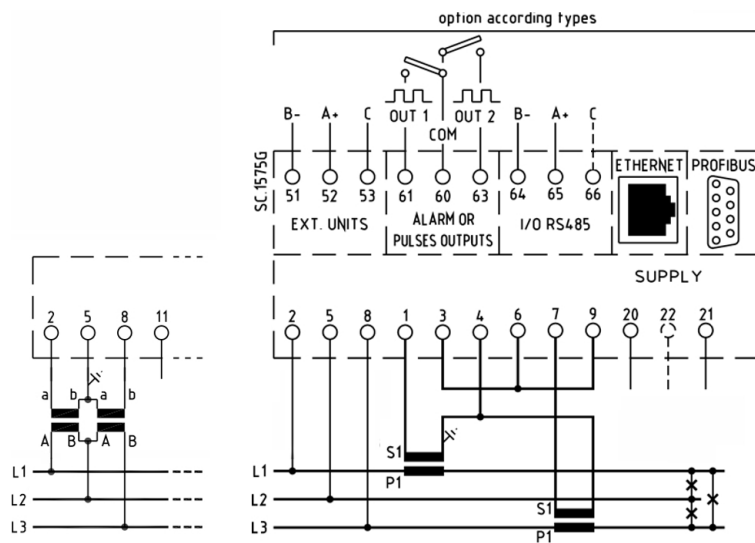 option according types
OUT 1 OUT 2
B- A+ C COM B- A+ C
SC.1575G
ETHERNET PROFIBUS
51 52 53 61 60 63 64 65 66
EXT. UNITS ALARM OR PULSES OUTPUTS I/O RS485
SUPPLY
2 5 8 11
2 5 8 1 3 4 6 7 9 20 22 21
a b a b
A B A B
S1
P1
L1 L1
L2 L2
S1
L3 L3
P1